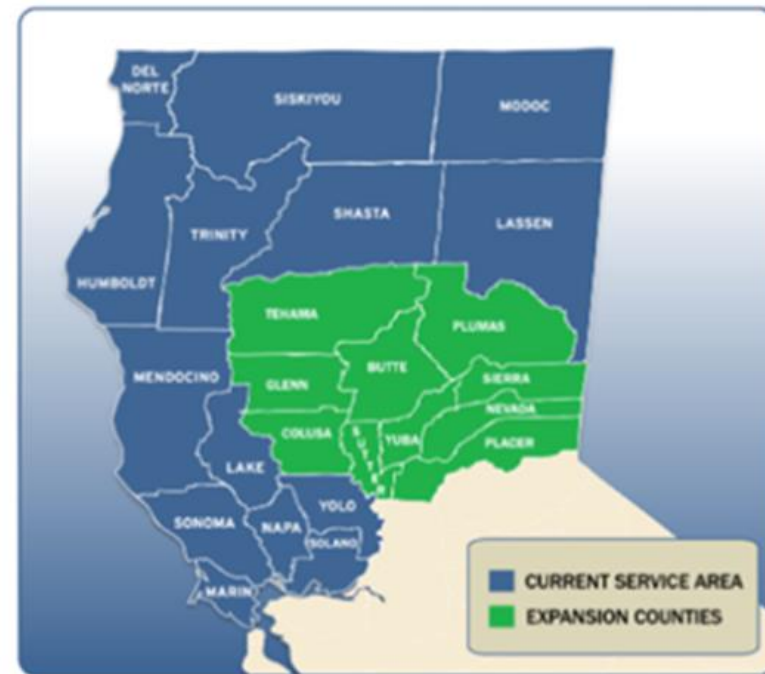 DEL
NORTE
SISKIYOU
MODOC
TRINITY
SHASTA
LASSEN
HUMBOLDT
TEHAMA
PLUMAS
MENDOCINO
GLENN
BUTTE
SIERRA
NEVADA
COLUSA
SUTTER
YUBA
PLACER
LAKE
YOLO
SONOMA
NAPA
SOLANO
MARIN
CURRENT SERVICE AREA
EXPANSION COUNTIES